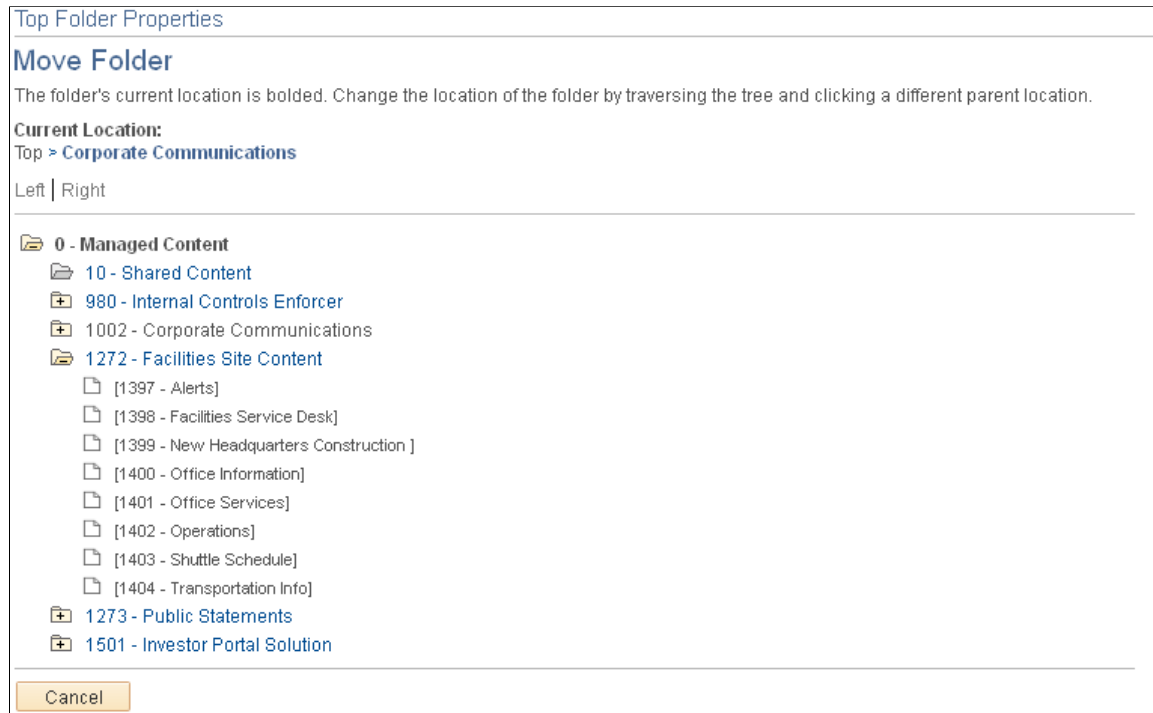 Top Folder Properties
Move Folder
The folder's current location is bolded. Change the location of the folder by traversing the tree and clicking a different parent location.
Current Location:
Top > Corporate Communications
Left | Right
0 - Managed Content
10 - Shared Content
980 - Internal Controls Enforcer
1002 - Corporate Communications
1272 - Facilities Site Content
[1397 - Alerts]
[1398 - Facilities Service Desk]
[1399 - New Headquarters Construction ]
[1400 - Office Information]
[1401 - Office Services]
[1402 - Operations]
[1403 - Shuttle Schedule]
[1404 - Transportation Info]
1273 - Public Statements
1501 - Investor Portal Solution
Cancel